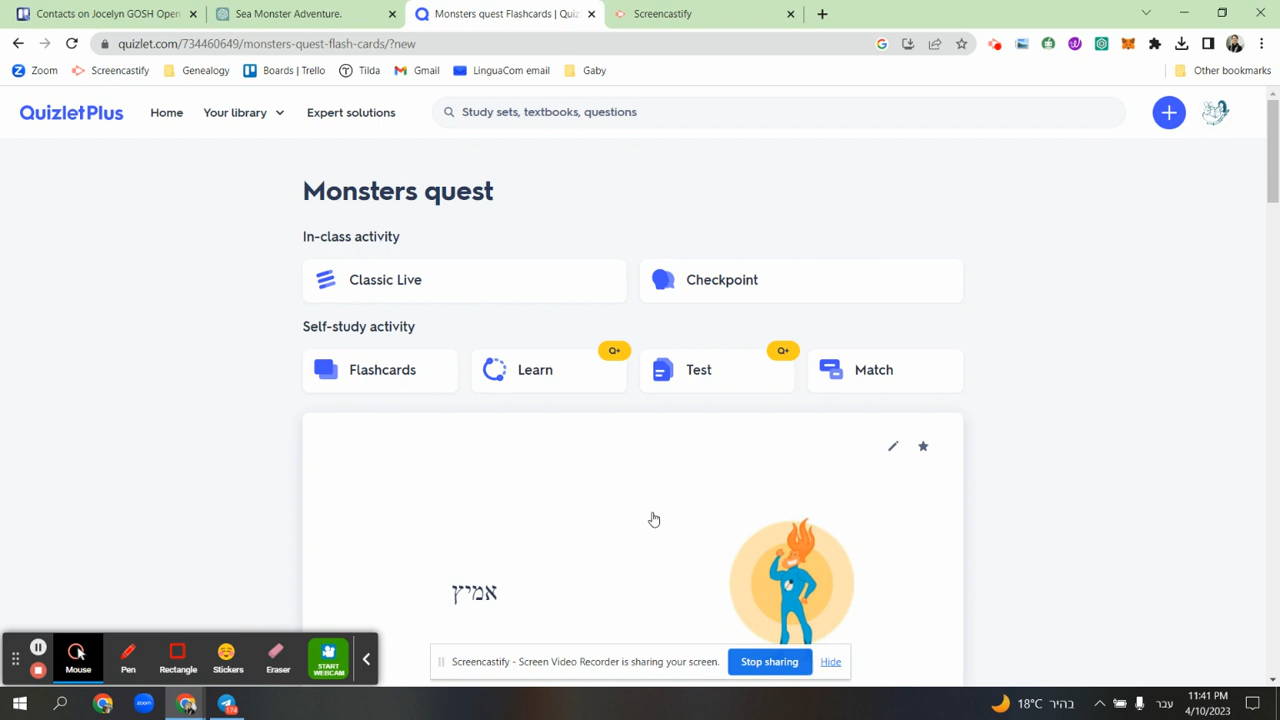 Contacts on Jocelyn GOSH Open
Sea Monster Adventure.
Monsters quest Flashcards | Quiz
Screencastify
quizlet.com/734460649/monsters-quest-flash-cards/?new
Zoom
Screencastify
Genealogy
Boards | Trello
Tilda
Gmail
LinguaCom email
Gaby
Other bookmarks
QuizletPlus
Home
Your library
Expert solutions
Study sets, textbooks, questions
Monsters quest
In-class activity
Classic Live
Checkpoint
Self-study activity
Q+
Q+
Flashcards
Learn
Test
Match
אמיץ
Mouse
Pen
Rectangle
Stickers
Eraser
START
WEBCAM
Screencastify - Screen Video Recorder is sharing your screen.
Stop sharing
Hide
174
18°C בהיר
עבר
11:41 PM
4/10/2023